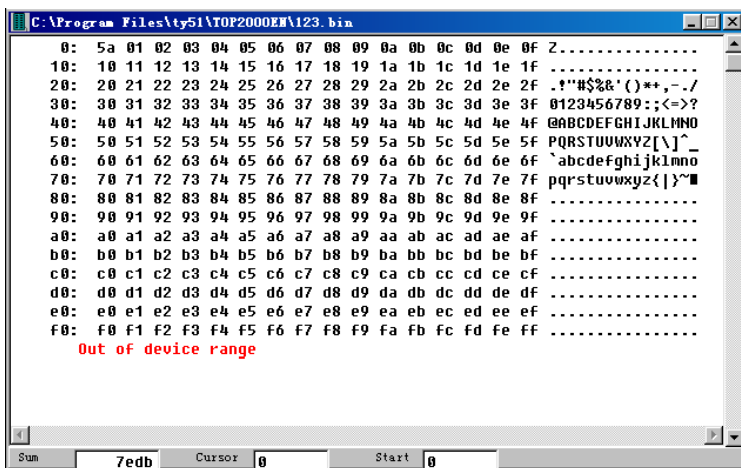 C:\Program Files\ty51\TOP2000EN\123.bin
0: 5a 01 02 03 04 05 06 07 08 09 0a 0b 0c 0d 0e 0f Z...............
10: 10 11 12 13 14 15 16 17 18 19 1a 1b 1c 1d 1e 1f ................
20: 20 21 22 23 24 25 26 27 28 29 2a 2b 2c 2d 2e 2f .!"#$%&'()*+,-./
30: 30 31 32 33 34 35 36 37 38 39 3a 3b 3c 3d 3e 3f 0123456789:;<=>?
40: 40 41 42 43 44 45 46 47 48 49 4a 4b 4c 4d 4e 4f @ABCDEFGHIJKLMNO
50: 50 51 52 53 54 55 56 57 58 59 5a 5b 5c 5d 5e 5f PQRSTUVWXYZ[\]^_
60: 60 61 62 63 64 65 66 67 68 69 6a 6b 6c 6d 6e 6f `abcdefghijklmno
70: 70 71 72 73 74 75 76 77 78 79 7a 7b 7c 7d 7e 7f pqrstuvwxyz{|}~■
80: 80 81 82 83 84 85 86 87 88 89 8a 8b 8c 8d 8e 8f ................
90: 90 91 92 93 94 95 96 97 98 99 9a 9b 9c 9d 9e 9f ................
a0: a0 a1 a2 a3 a4 a5 a6 a7 a8 a9 aa ab ac ad ae af ................
b0: b0 b1 b2 b3 b4 b5 b6 b7 b8 b9 ba bb bc bd be bf ................
c0: c0 c1 c2 c3 c4 c5 c6 c7 c8 c9 ca cb cc cd ce cf ................
d0: d0 d1 d2 d3 d4 d5 d6 d7 d8 d9 da db dc dd de df ................
e0: e0 e1 e2 e3 e4 e5 e6 e7 e8 e9 ea eb ec ed ee ef ................
f0: f0 f1 f2 f3 f4 f5 f6 f7 f8 f9 fa fb fc fd fe ff ................
Out of device range
Sum 7edb Cursor 0 Start 0